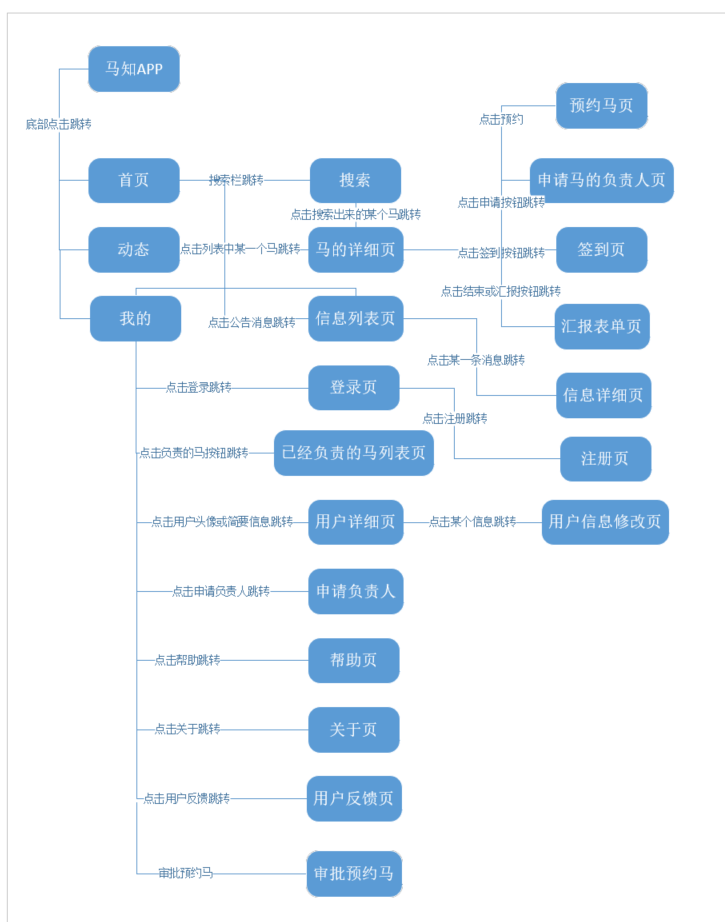 马知APP
预约马页
底部点击跳转
点击预约
首页
搜索栏跳转
搜索
申请马的负责人页
点击申请按钮跳转
点击搜索出来的某个马跳转
动态
点击列表中某一个马跳转
马的详细页
点击签到按钮跳转
签到页
点击结束或汇报按钮跳转
我的
点击公告消息跳转
信息列表页
汇报表单页
点击某一条消息跳转
点击登录跳转
登录页
信息详细页
点击注册跳转
点击负责的马按钮跳转
已经负责的马列表页
注册页
点击用户头像或简要信息跳转
用户详细页
点击某个信息跳转
用户信息修改页
点击申请负责人跳转
申请负责人
点击帮助跳转
帮助页
点击关于跳转
关于页
点击用户反馈跳转
用户反馈页
审批预约马
审批预约马